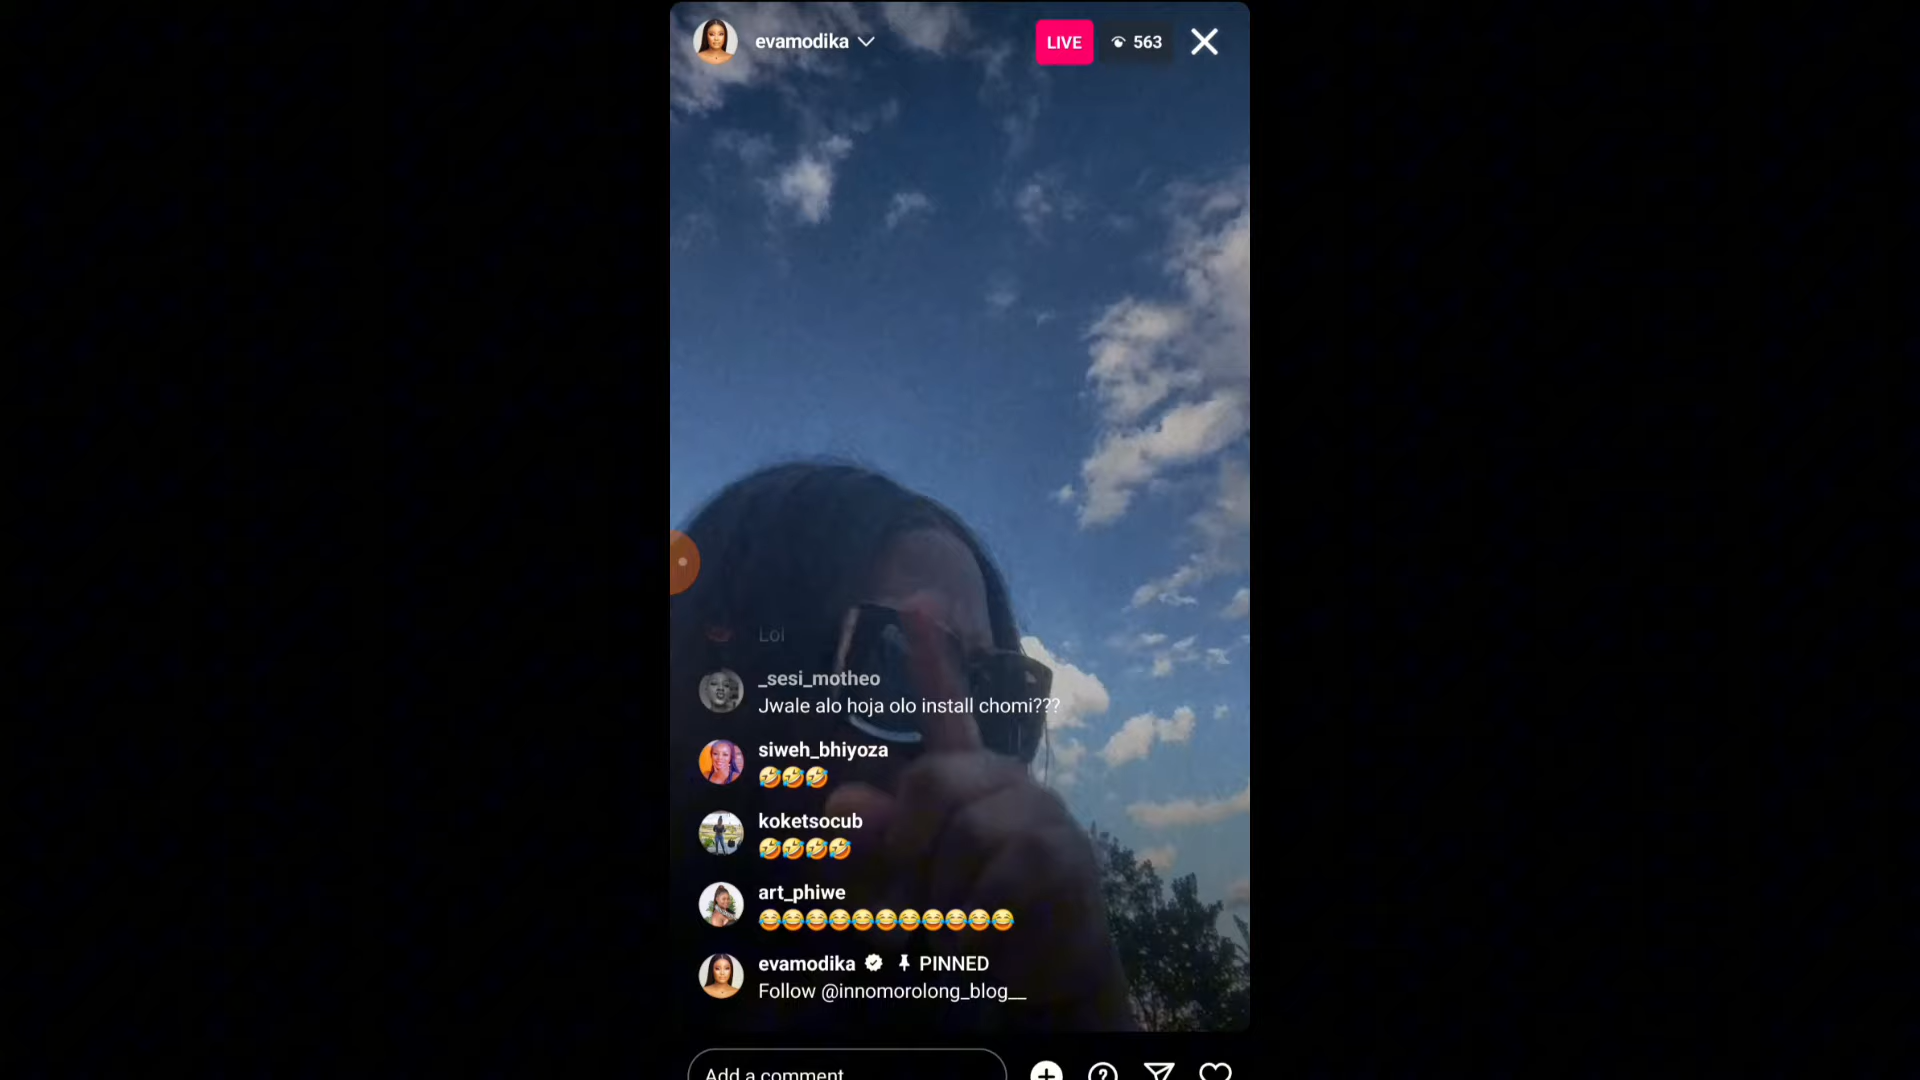 evamodika
LIVE
563
Lol
_sesi_motheo
Jwale alo hoja olo install chomi???
siweh_bhiyoza
🤣🤣🤣
koketsocub
🤣🤣🤣🤣
art_phiwe
😂😂😂😂😂😂😂😂😂😂😂
evamodika PINNED
Follow @innomorolong_blog__
Add a comment